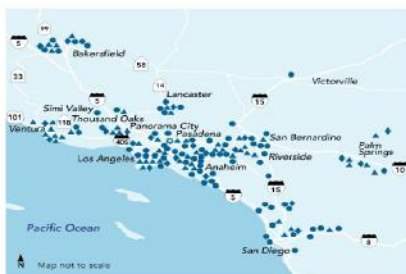 99
5
Bakersfield
58
33
14
Lancaster
Victorville
15
5
Simi Valley
101
118
Thousand Oaks
Panorama City
Ventura
405
Pasadena
San Bernardino
Los Angeles
Anaheim
Riverside
Palm
Springs
10
5
15
Pacific Ocean
8
San Diego
N
Map not to scale